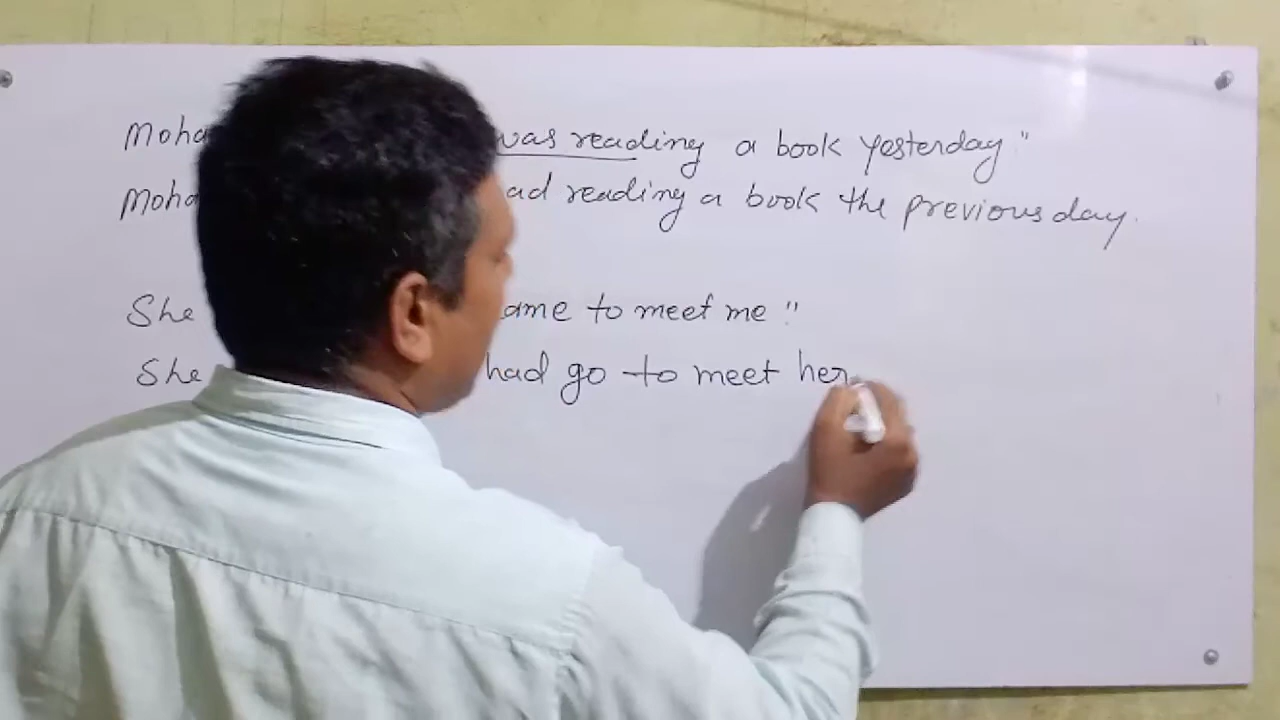 Moha was reading a book yesterday"
Moha ad reading a book the previous day.
She ame to meet me"
She had go to meet her